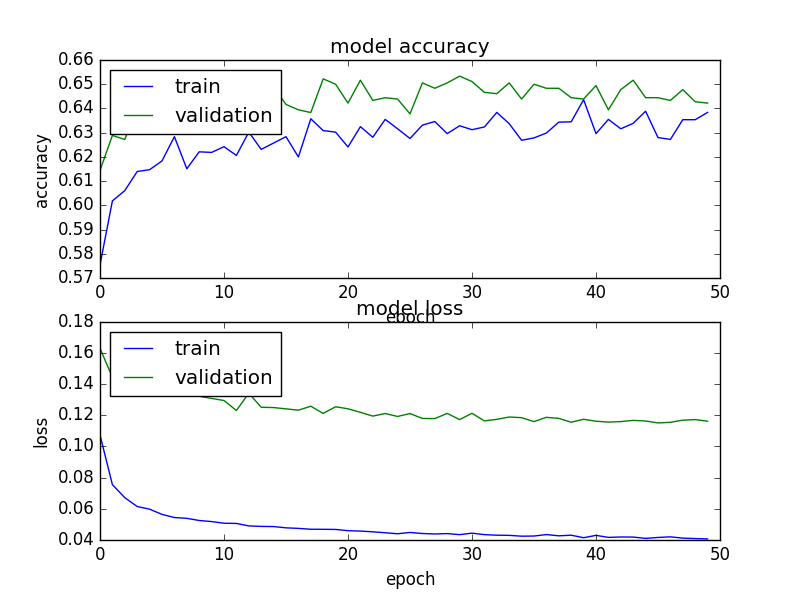 model accuracy
0.66
0.65
0.64
0.63
0.62
0.61
0.60
0.59
0.58
0.57
accuracy
train
validation
0 10 20 30 40 50
epoch
model loss
0.18
0.16
0.14
0.12
0.10
0.08
0.06
0.04
loss
train
validation
0 10 20 30 40 50
epoch